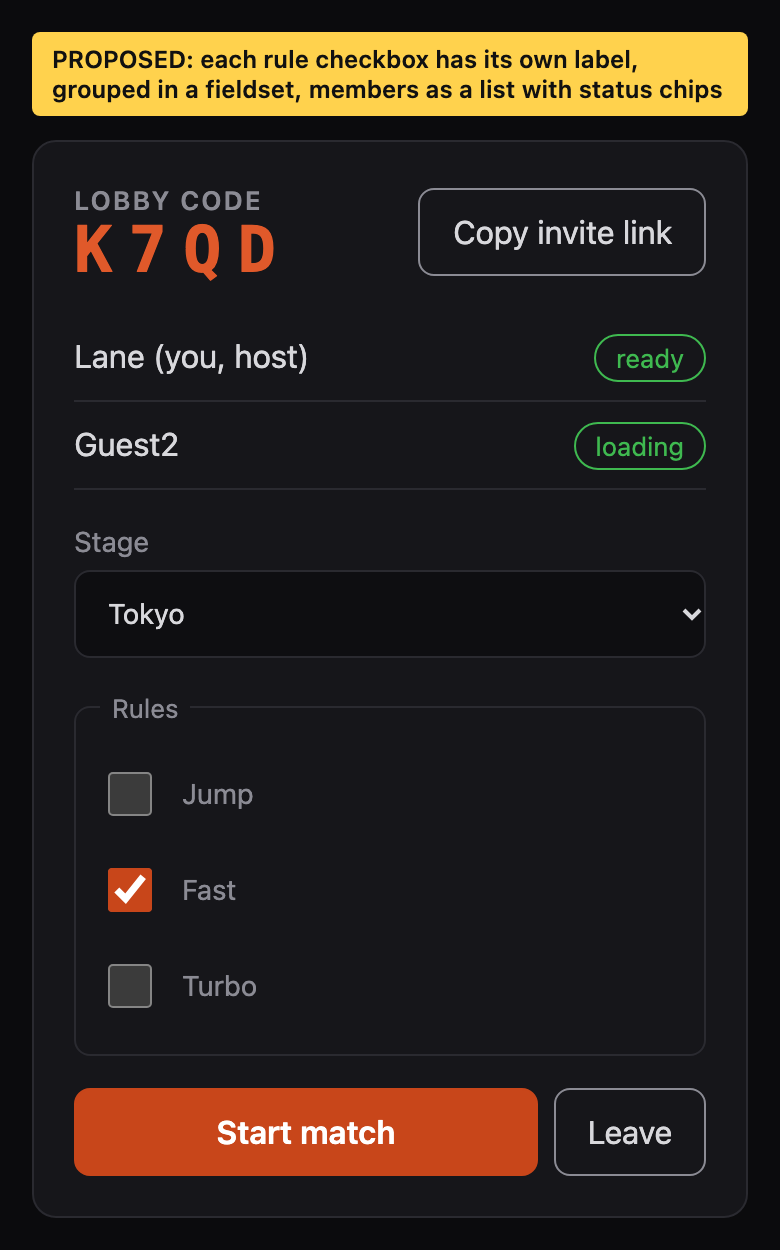 PROPOSED: each rule checkbox has its own label,
grouped in a fieldset, members as a list with status chips
LOBBY CODE
K7QD
Copy invite link
Lane (you, host)
ready
Guest2
loading
Stage
Tokyo
Rules
Jump
Fast
Turbo
Start match
Leave